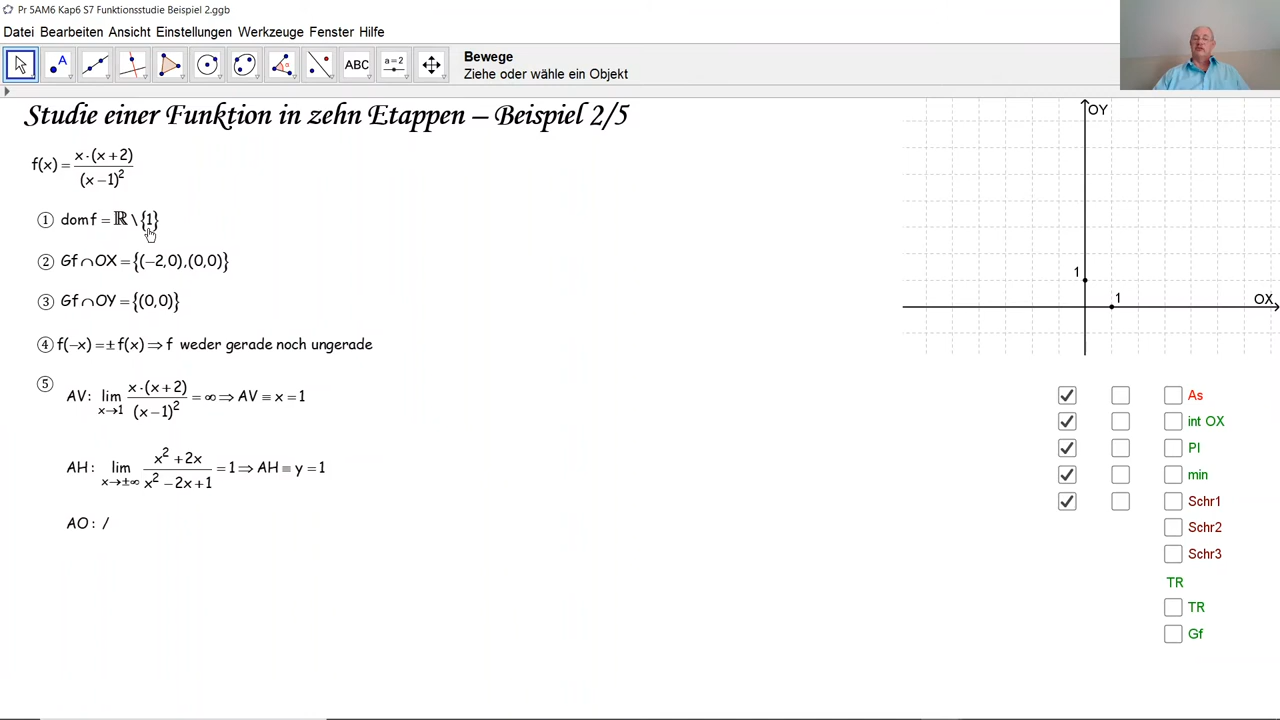 Pr 5AM6 Kap6 S7 Funktionsstudie Beispiel 2.ggb
Datei Bearbeiten Ansicht Einstellungen Werkzeuge Fenster Hilfe
A ABC a=2 Bewege
Ziehe oder wähle ein Objekt
Studie einer Funktion in zehn Etappen – Beispiel 2/5
f(x) = x·(x+2) / (x−1)²
① dom f = ℝ \ {1}
② Gf ∩ OX = {(−2,0),(0,0)}
③ Gf ∩ OY = {(0,0)}
④ f(−x) = ± f(x) ⇒ f weder gerade noch ungerade
⑤
AV: lim x→1 x·(x+2) / (x−1)² = ∞ ⇒ AV ≡ x = 1
AH: lim x→±∞ x²+2x / x²−2x+1 = 1 ⇒ AH ≡ y = 1
AO: /
OY
1
1
OX
As
int OX
PI
min
Schr1
Schr2
Schr3
TR
TR
Gf